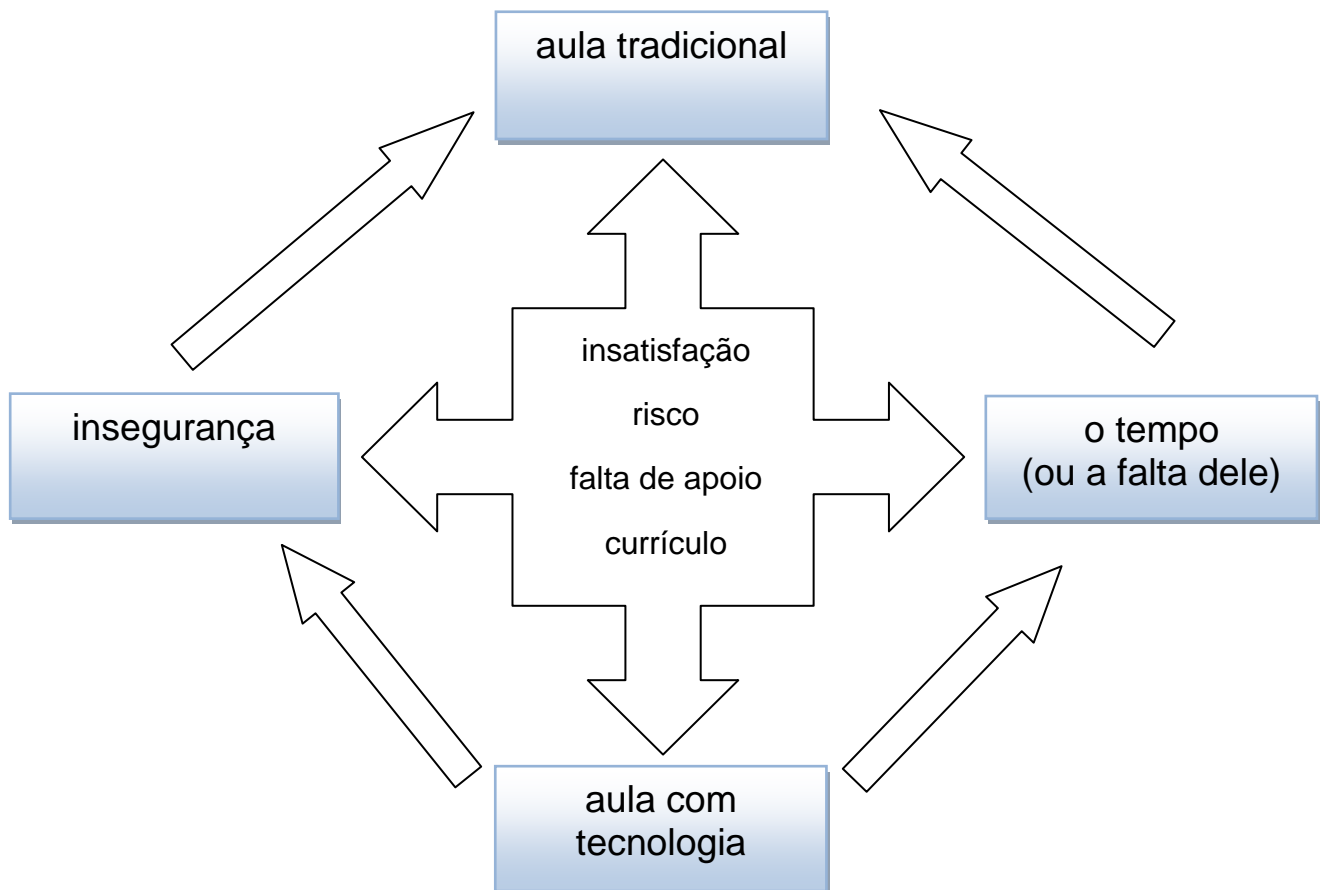 aula tradicional
insatisfação
risco
falta de apoio
currículo
insegurança
o tempo
(ou a falta dele)
aula com
tecnologia